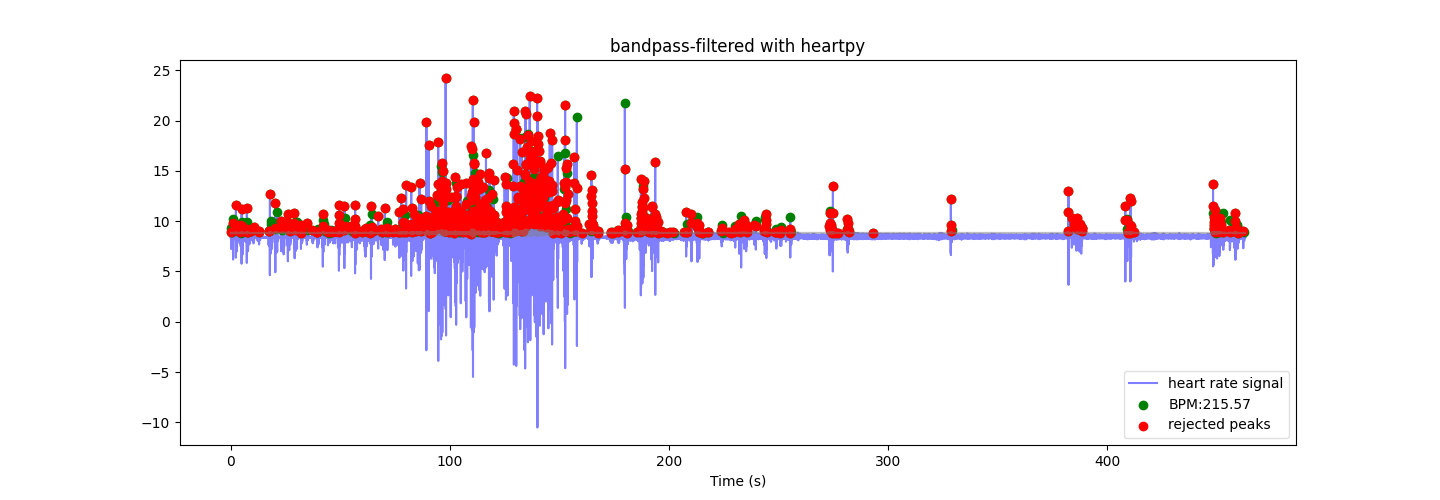 bandpass-filtered with heartpy
25
20
15
10
5
0
−5
−10
heart rate signal
BPM:215.57
rejected peaks
0
100
200
300
400
Time (s)